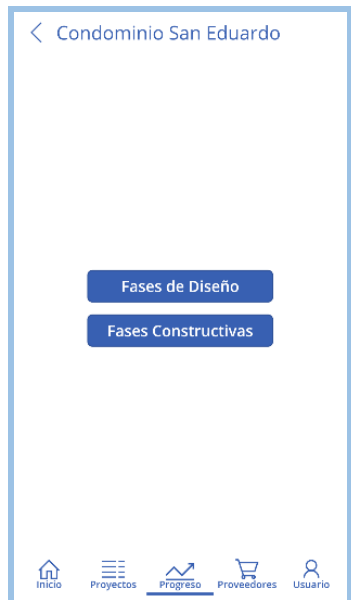 Condominio San Eduardo
Fases de Diseño
Fases Constructivas
Inicio Proyectos Progreso Proveedores Usuario